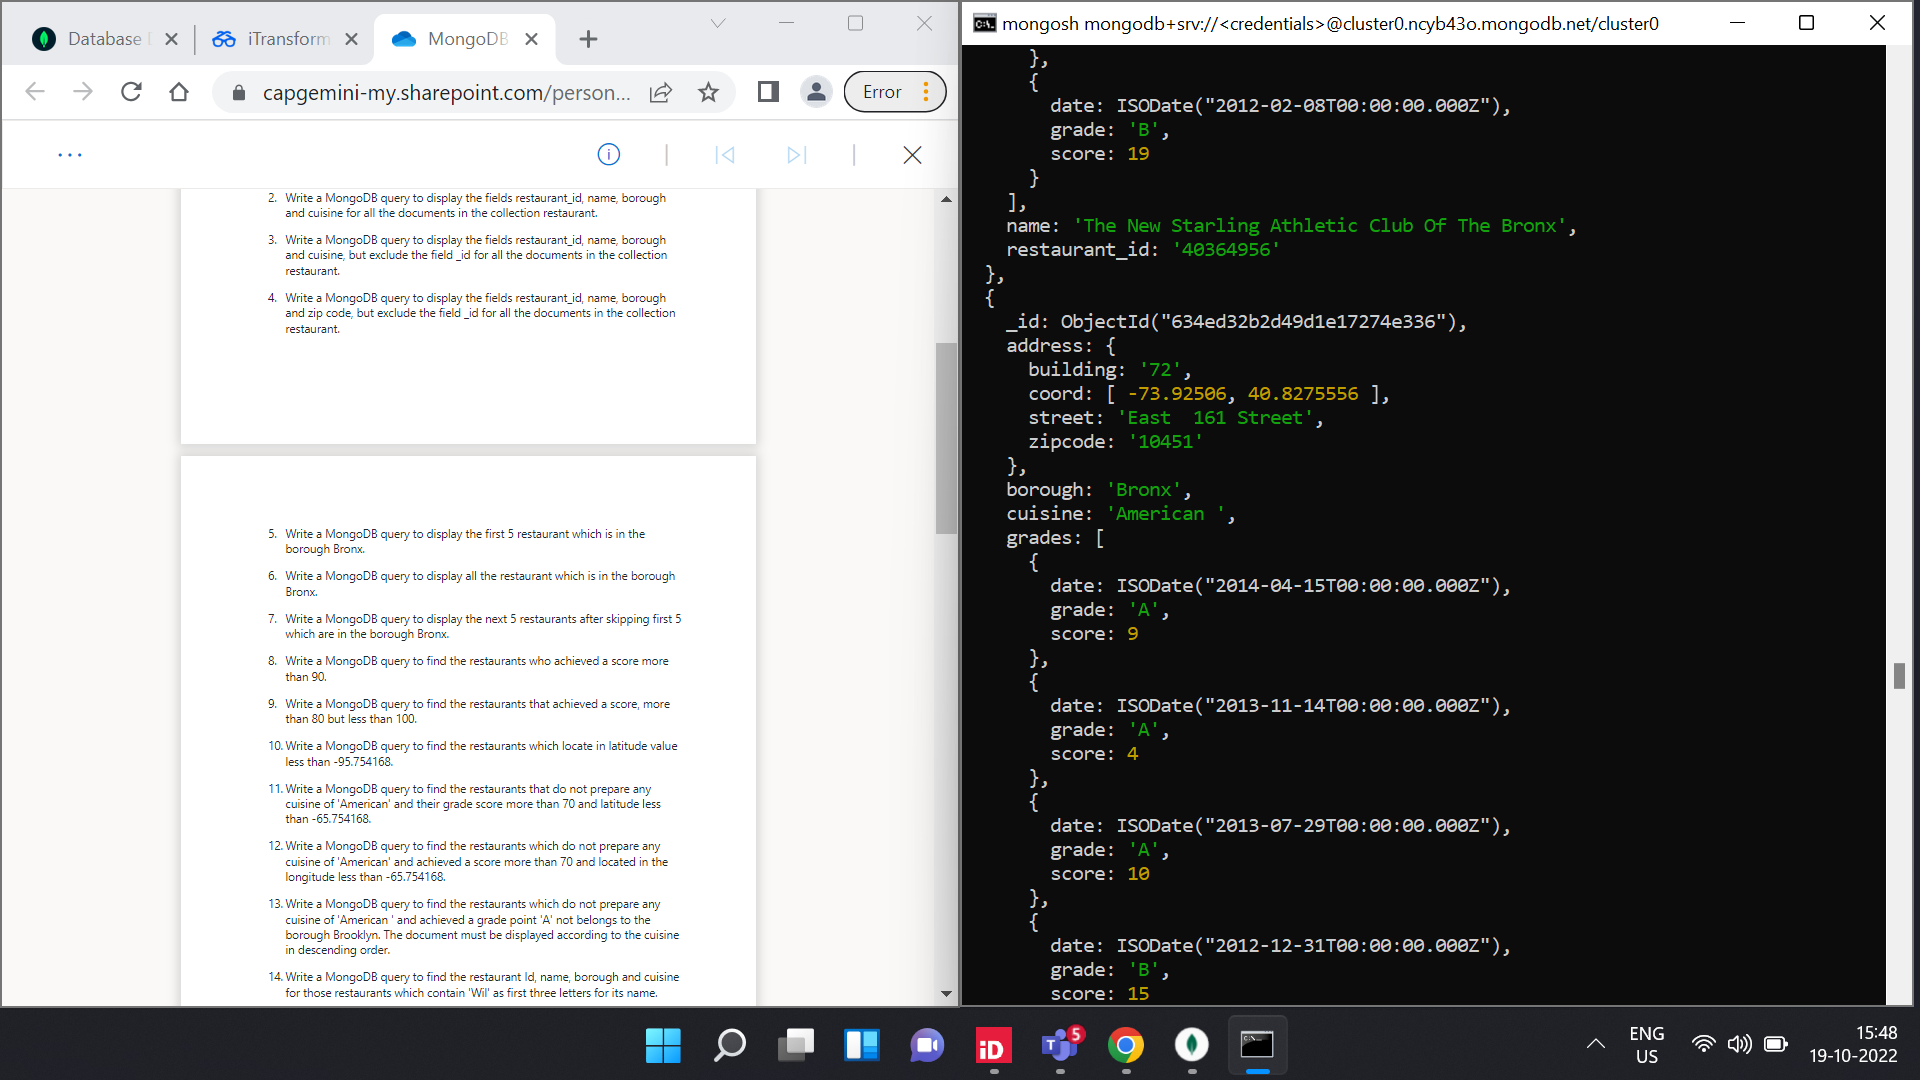 Database
iTransform
MongoDB
capgemini-my.sharepoint.com/person...
Error
2. Write a MongoDB query to display the fields restaurant_id, name, borough
and cuisine for all the documents in the collection restaurant.
3. Write a MongoDB query to display the fields restaurant_id, name, borough
and cuisine, but exclude the field _id for all the documents in the collection
restaurant.
4. Write a MongoDB query to display the fields restaurant_id, name, borough
and zip code, but exclude the field _id for all the documents in the collection
restaurant.
5. Write a MongoDB query to display the first 5 restaurant which is in the
borough Bronx.
6. Write a MongoDB query to display all the restaurant which is in the borough
Bronx.
7. Write a MongoDB query to display the next 5 restaurants after skipping first 5
which are in the borough Bronx.
8. Write a MongoDB query to find the restaurants who achieved a score more
than 90.
9. Write a MongoDB query to find the restaurants that achieved a score, more
than 80 but less than 100.
10. Write a MongoDB query to find the restaurants which locate in latitude value
less than -95.754168.
11. Write a MongoDB query to find the restaurants that do not prepare any
cuisine of 'American' and their grade score more than 70 and latitude less
than -65.754168.
12. Write a MongoDB query to find the restaurants which do not prepare any
cuisine of 'American' and achieved a score more than 70 and located in the
longitude less than -65.754168.
13. Write a MongoDB query to find the restaurants which do not prepare any
cuisine of 'American ' and achieved a grade point 'A' not belongs to the
borough Brooklyn. The document must be displayed according to the cuisine
in descending order.
14. Write a MongoDB query to find the restaurant Id, name, borough and cuisine
for those restaurants which contain 'Wil' as first three letters for its name.
mongosh mongodb+srv://<credentials>@cluster0.ncyb43o.mongodb.net/cluster0
},
{
date: ISODate("2012-02-08T00:00:00.000Z"),
grade: 'B',
score: 19
}
],
name: 'The New Starling Athletic Club Of The Bronx',
restaurant_id: '40364956'
},
{
_id: ObjectId("634ed32b2d49d1e17274e336"),
address: {
building: '72',
coord: [ -73.92506, 40.8275556 ],
street: 'East  161 Street',
zipcode: '10451'
},
borough: 'Bronx',
cuisine: 'American ',
grades: [
{
date: ISODate("2014-04-15T00:00:00.000Z"),
grade: 'A',
score: 9
},
{
date: ISODate("2013-11-14T00:00:00.000Z"),
grade: 'A',
score: 4
},
{
date: ISODate("2013-07-29T00:00:00.000Z"),
grade: 'A',
score: 10
},
{
date: ISODate("2012-12-31T00:00:00.000Z"),
grade: 'B',
score: 15
iD
T
5
ENG
US
15:48
19-10-2022